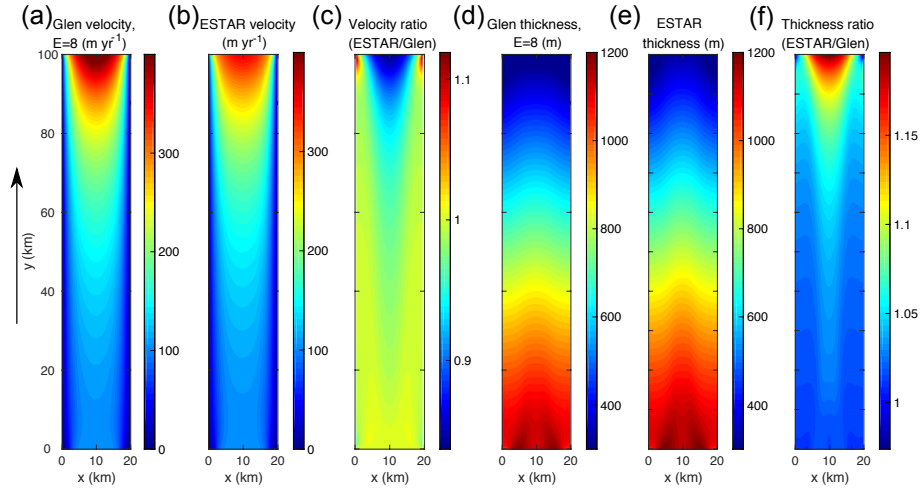 (a) Glen velocity,
E=8 (m yr-1)
(b) ESTAR velocity
(m yr-1)
(c) Velocity ratio
(ESTAR/Glen)
(d) Glen thickness,
E=8 (m)
(e) ESTAR
thickness (m)
(f) Thickness ratio
(ESTAR/Glen)
100
80
60
40
20
0
y (km)
0 10 20
x (km)
300
200
100
0
0 10 20
x (km)
300
200
100
0
0 10 20
x (km)
1.1
1
0.9
0 10 20
x (km)
1200
1000
800
600
400
0 10 20
x (km)
1200
1000
800
600
400
0 10 20
x (km)
1.15
1.1
1.05
1